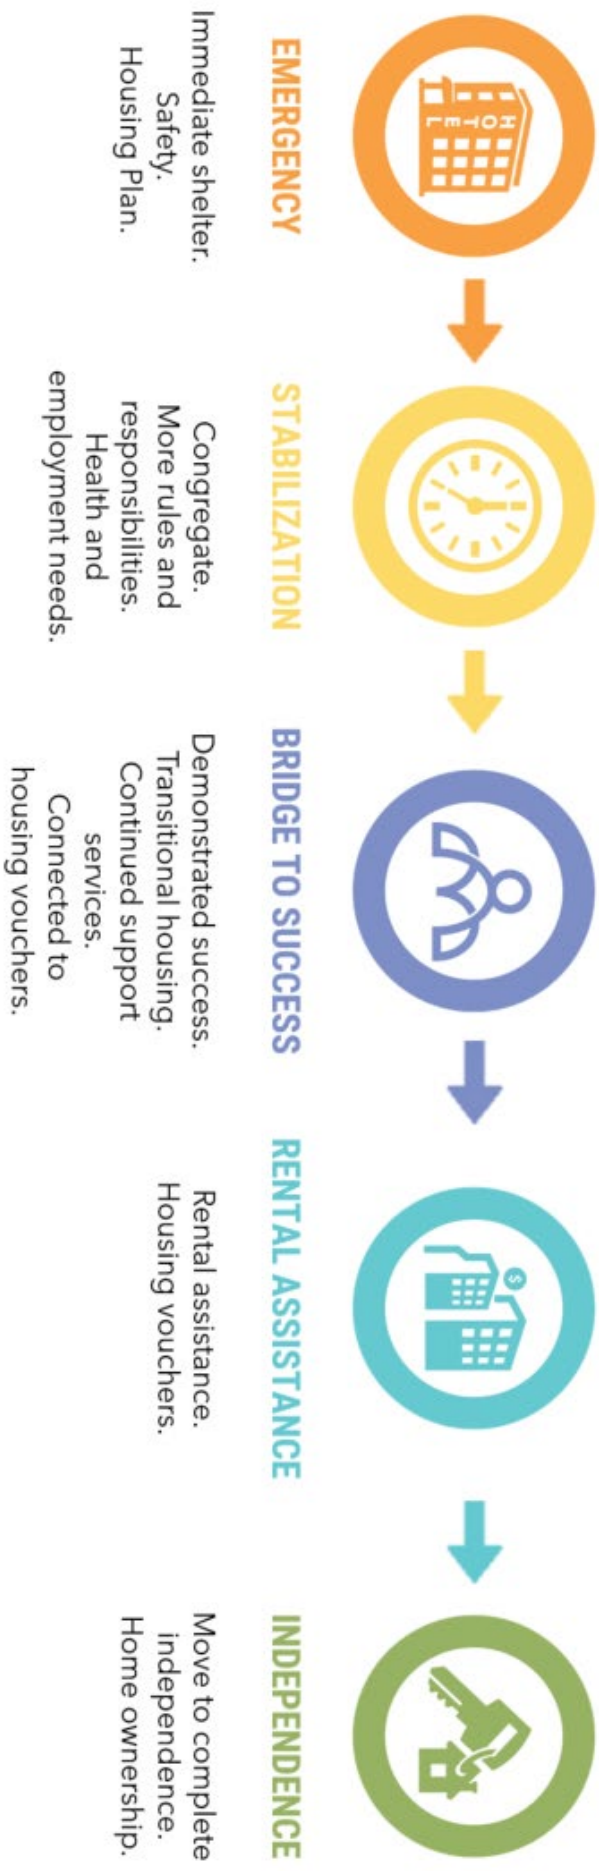 HOTEL
EMERGENCY
Immediate shelter.
Safety.
Housing Plan.
STABILIZATION
Congregate.
More rules and
responsibilities.
Health and
employment needs.
BRIDGE TO SUCCESS
Demonstrated success.
Transitional housing.
Continued support
services.
Connected to
housing vouchers.
$
RENTAL ASSISTANCE
Rental assistance.
Housing vouchers.
INDEPENDENCE
Move to complete
independence.
Home ownership.